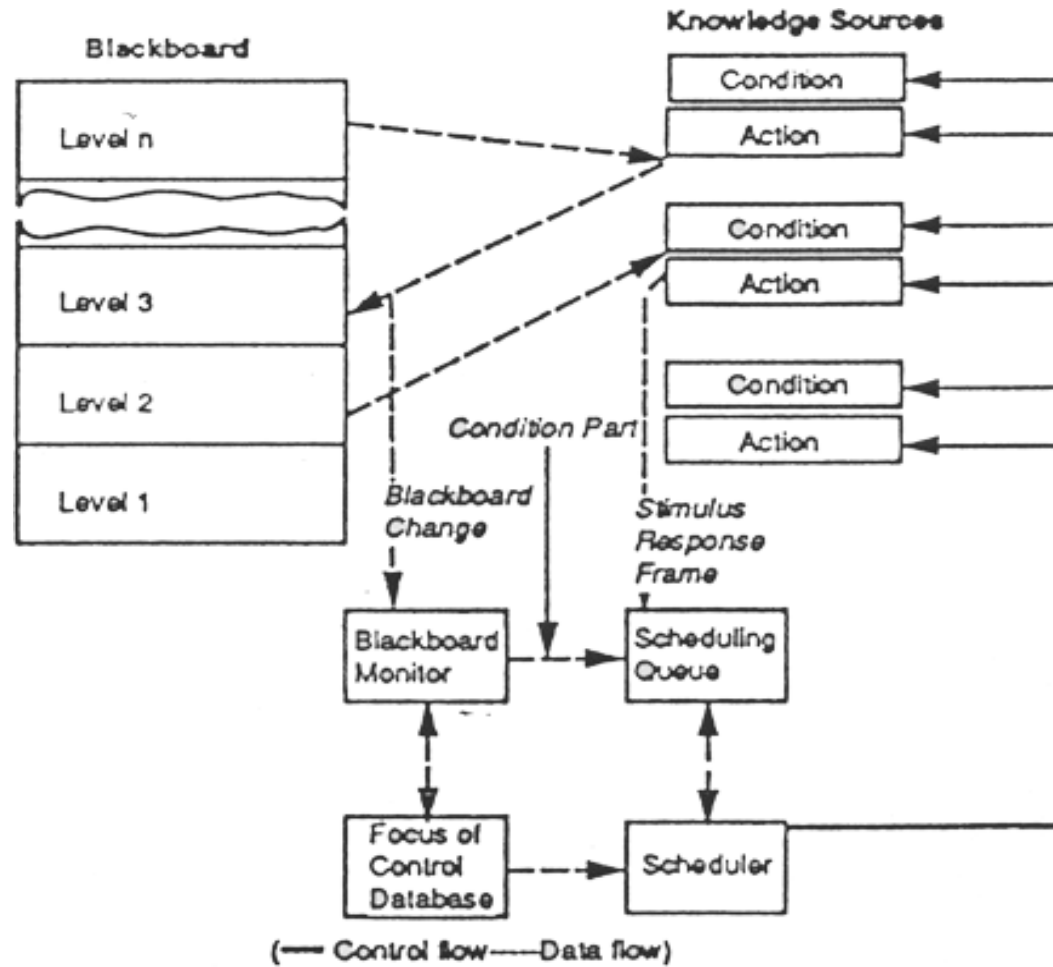 Blackboard
Knowledge Sources
Level n
Level 3
Level 2
Level 1
Condition
Action
Condition
Action
Condition
Action
Condition Part
Blackboard
Change
Stimulus
Response
Frame
Blackboard
Monitor
Scheduling
Queue
Focus of
Control
Database
Scheduler
(— Control flow ----- Data flow)